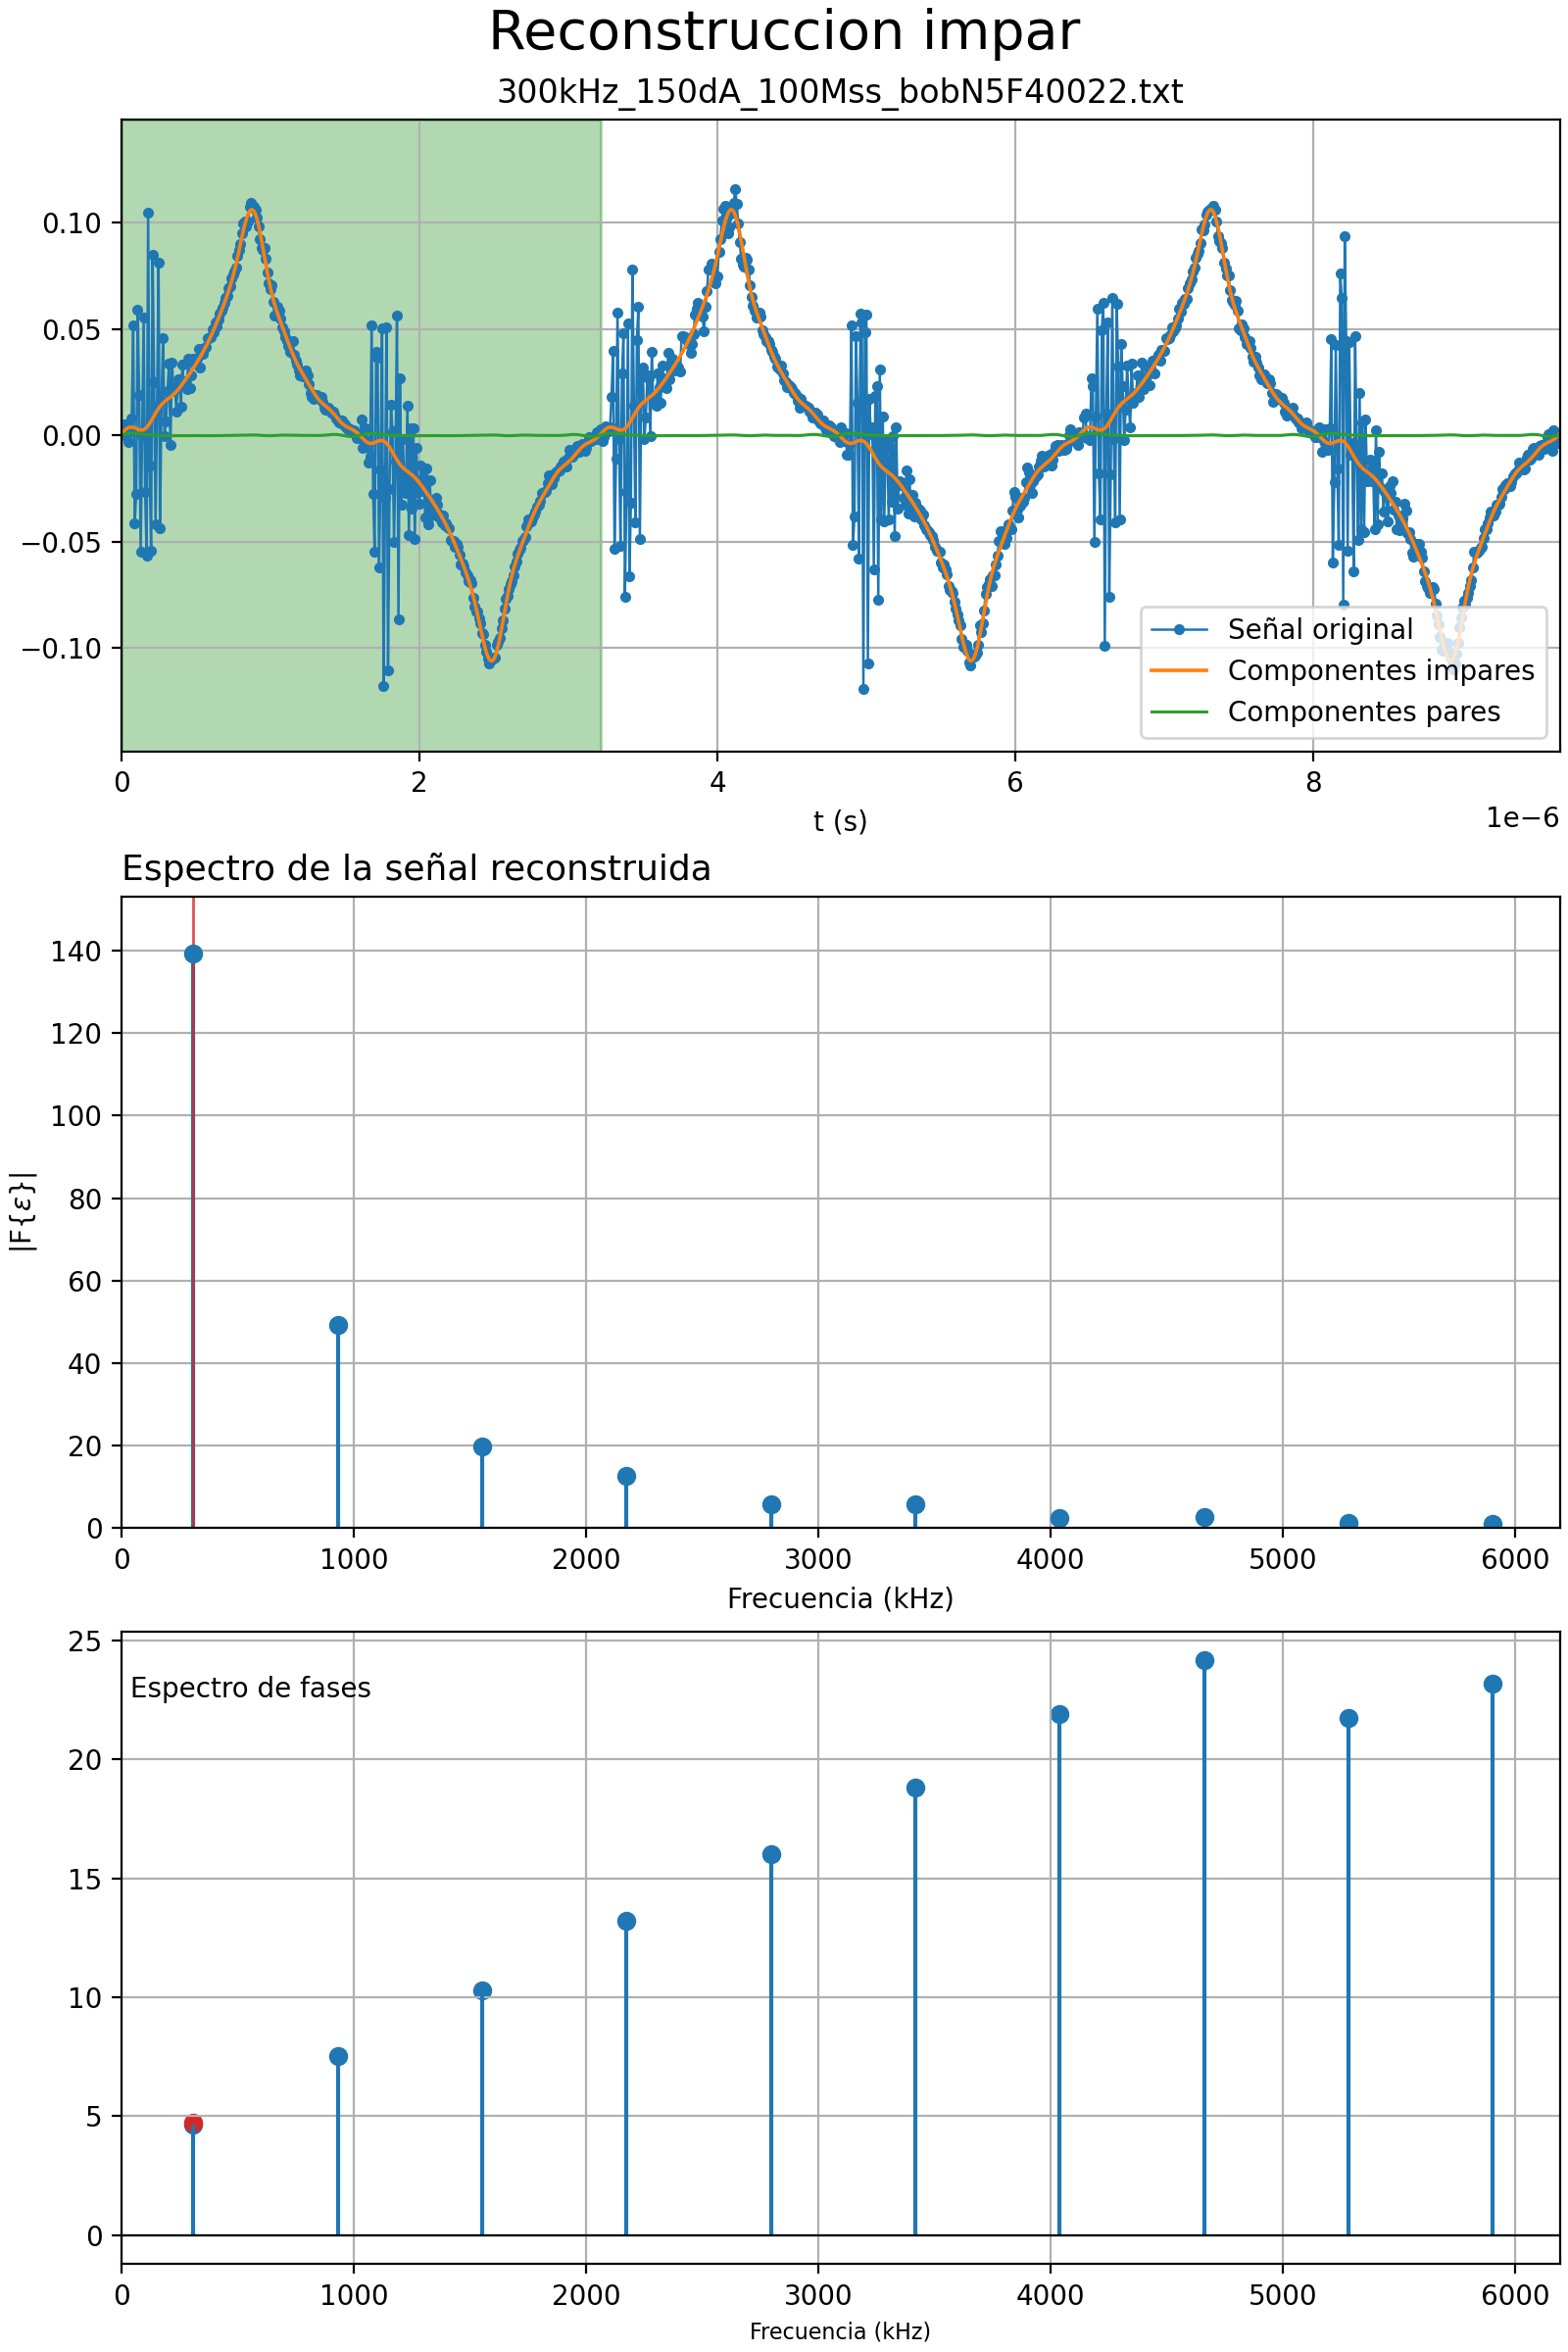 Reconstruccion impar
300kHz_150dA_100Mss_bobN5F40022.txt
0.10
0.05
0.00
−0.05
−0.10
Señal original
Componentes impares
Componentes pares
0 2 4 6 8
1e−6
t (s)
Espectro de la señal reconstruida
140
120
100
80
60
40
20
0
|F{ε}|
0 1000 2000 3000 4000 5000 6000
Frecuencia (kHz)
25
Espectro de fases
20
15
10
5
0
0 1000 2000 3000 4000 5000 6000
Frecuencia (kHz)